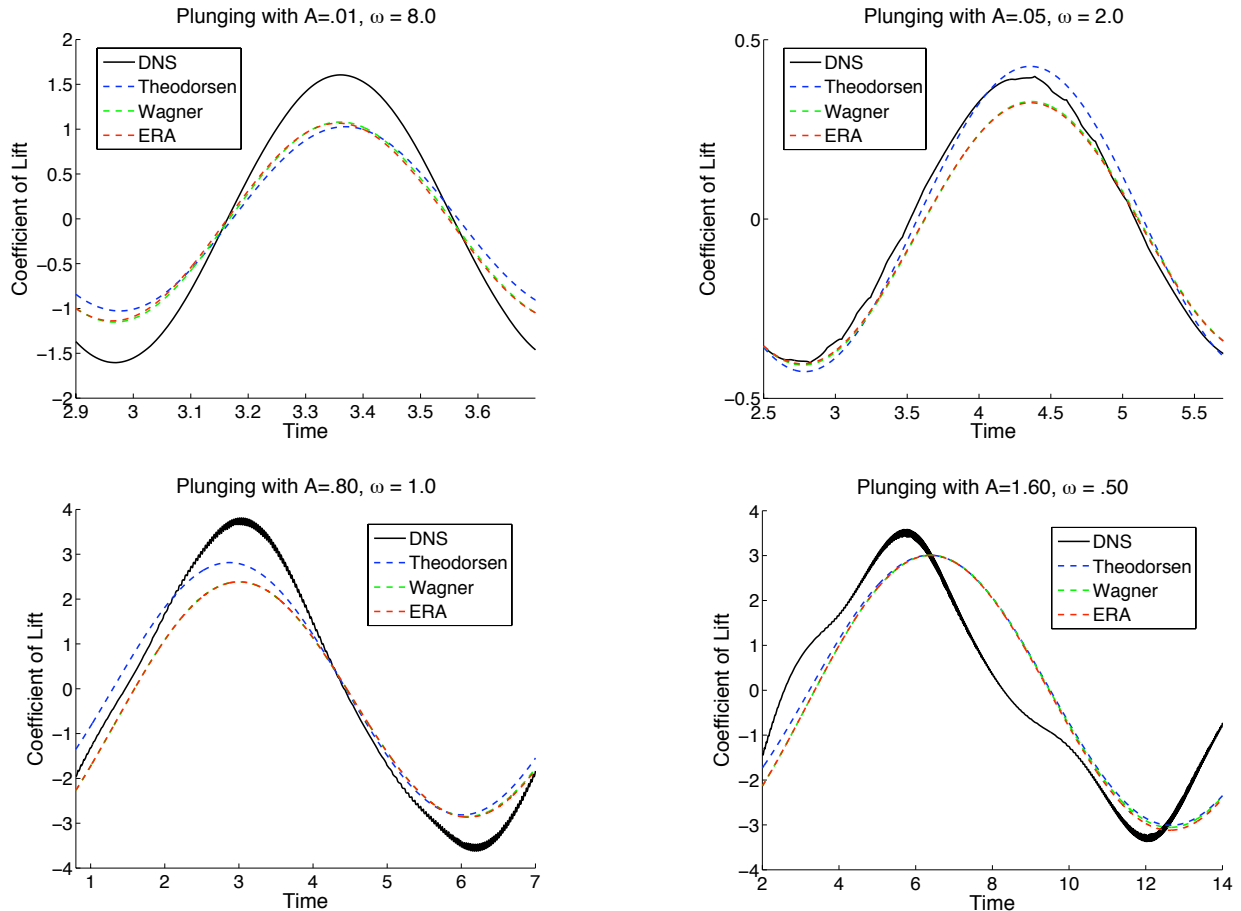 Plunging with A=.01, ω = 8.0
2
1.5
1
0.5
0
−0.5
−1
−1.5
−2
Coefficient of Lift
DNS
Theodorsen
Wagner
ERA
2.9 3 3.1 3.2 3.3 3.4 3.5 3.6
Time
Plunging with A=.05, ω = 2.0
0.5
0
−0.5
Coefficient of Lift
DNS
Theodorsen
Wagner
ERA
2.5 3 3.5 4 4.5 5 5.5
Time
Plunging with A=.80, ω = 1.0
4
3
2
1
0
−1
−2
−3
−4
Coefficient of Lift
DNS
Theodorsen
Wagner
ERA
1 2 3 4 5 6 7
Time
Plunging with A=1.60, ω = .50
4
3
2
1
0
−1
−2
−3
−4
Coefficient of Lift
DNS
Theodorsen
Wagner
ERA
2 4 6 8 10 12 14
Time